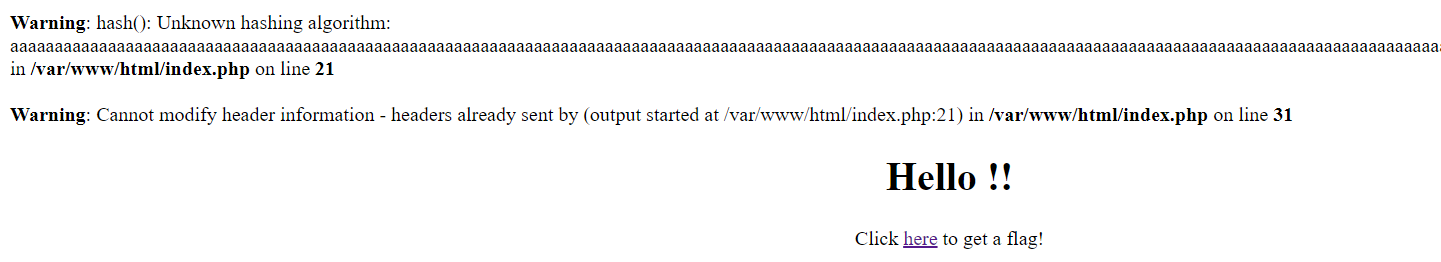 Warning: hash(): Unknown hashing algorithm:
in /var/www/html/index.php on line 21
Warning: Cannot modify header information - headers already sent by (output started at /var/www/html/index.php:21) in /var/www/html/index.php on line 31
Hello !!
Click here to get a flag!